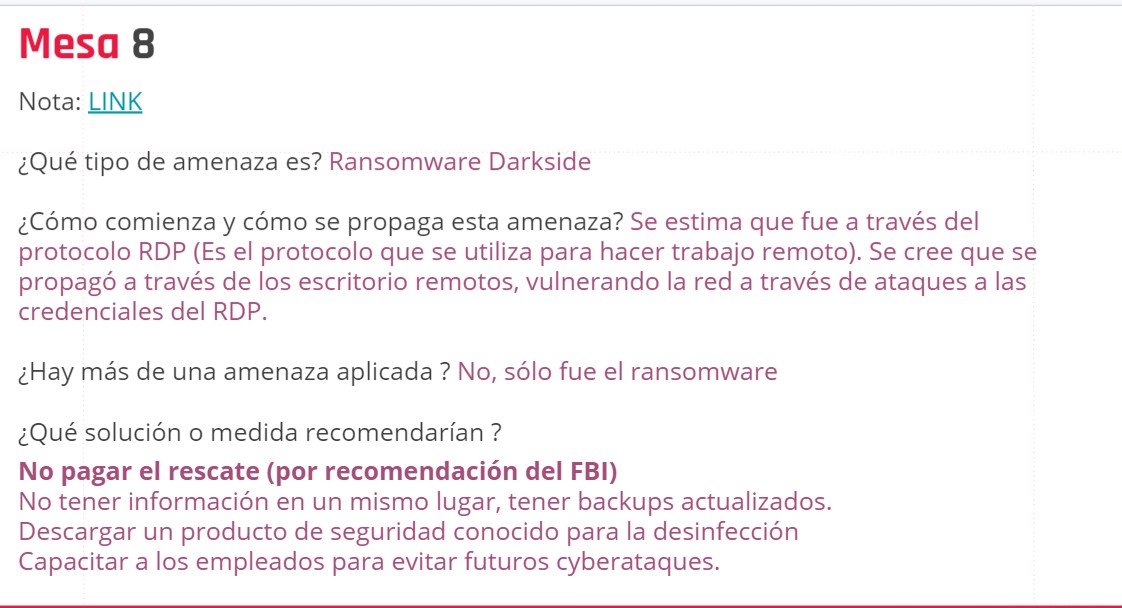 Mesa 8
Nota: LINK
¿Qué tipo de amenaza es? Ransomware Darkside
¿Cómo comienza y cómo se propaga esta amenaza? Se estima que fue a través del
protocolo RDP (Es el protocolo que se utiliza para hacer trabajo remoto). Se cree que se
propagó a través de los escritorio remotos, vulnerando la red a través de ataques a las
credenciales del RDP.
¿Hay más de una amenaza aplicada ? No, sólo fue el ransomware
¿Qué solución o medida recomendarían ?
No pagar el rescate (por recomendación del FBI)
No tener información en un mismo lugar, tener backups actualizados.
Descargar un producto de seguridad conocido para la desinfección
Capacitar a los empleados para evitar futuros cyberataques.